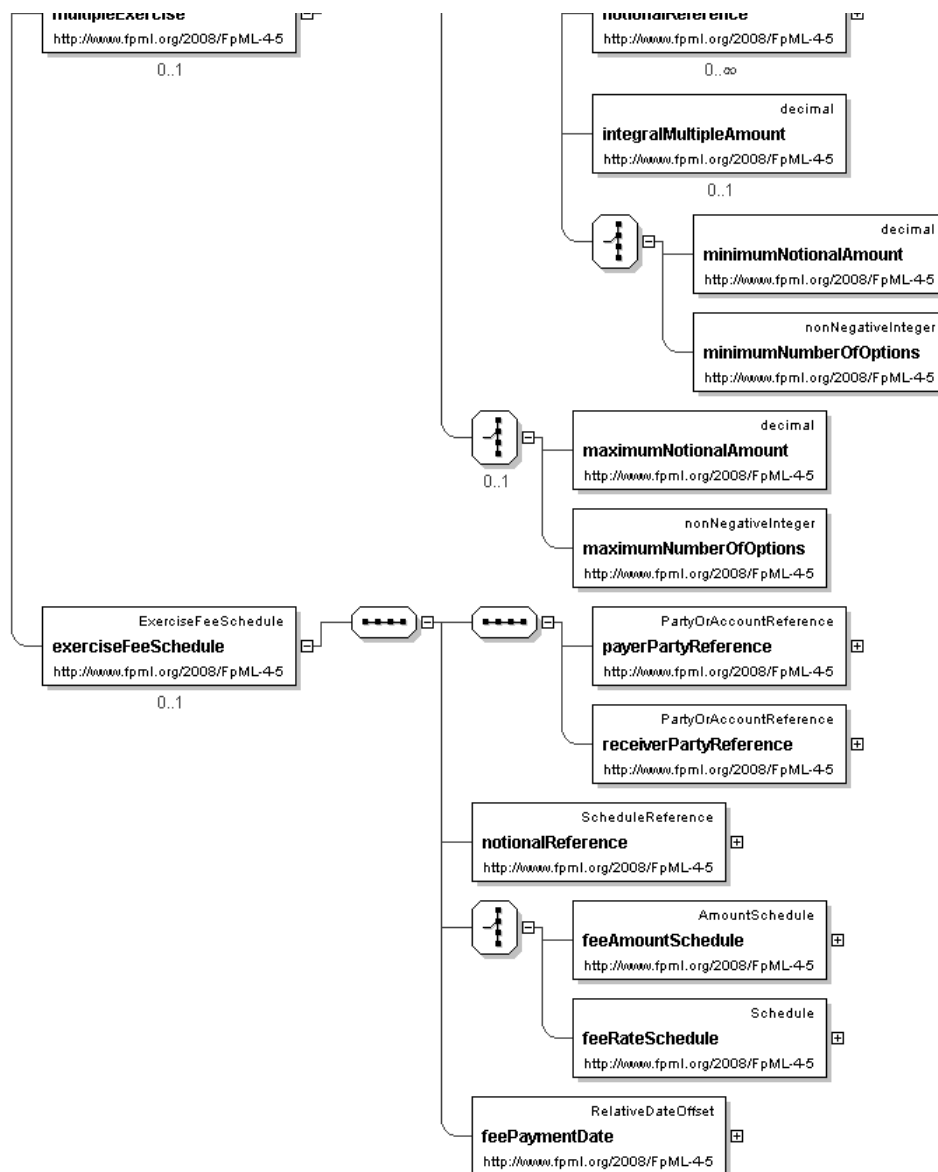 multipleExercise
http://www.fpml.org/2008/FpML-4-5
0..1
notionalReference
http://www.fpml.org/2008/FpML-4-5
0..∞
decimal
integralMultipleAmount
http://www.fpml.org/2008/FpML-4-5
0..1
decimal
minimumNotionalAmount
http://www.fpml.org/2008/FpML-4-5
nonNegativeInteger
minimumNumberOfOptions
http://www.fpml.org/2008/FpML-4-5
0..1
decimal
maximumNotionalAmount
http://www.fpml.org/2008/FpML-4-5
nonNegativeInteger
maximumNumberOfOptions
http://www.fpml.org/2008/FpML-4-5
ExerciseFeeSchedule
exerciseFeeSchedule
http://www.fpml.org/2008/FpML-4-5
0..1
PartyOrAccountReference
payerPartyReference
http://www.fpml.org/2008/FpML-4-5
PartyOrAccountReference
receiverPartyReference
http://www.fpml.org/2008/FpML-4-5
ScheduleReference
notionalReference
http://www.fpml.org/2008/FpML-4-5
AmountSchedule
feeAmountSchedule
http://www.fpml.org/2008/FpML-4-5
Schedule
feeRateSchedule
http://www.fpml.org/2008/FpML-4-5
RelativeDateOffset
feePaymentDate
http://www.fpml.org/2008/FpML-4-5